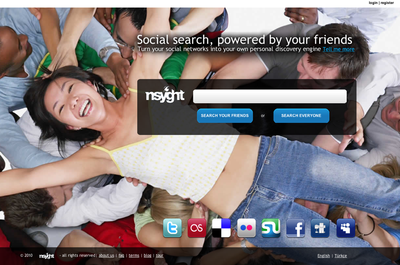 login | register
Social search, powered by your friends
Turn your social networks into your own personal discovery engine Tell me more
nsyght
SEARCH YOUR FRIENDS or SEARCH EVERYONE
© 2010 nsyght - all rights reserved | About us | faq | terms | blog | tour English | Türkçe